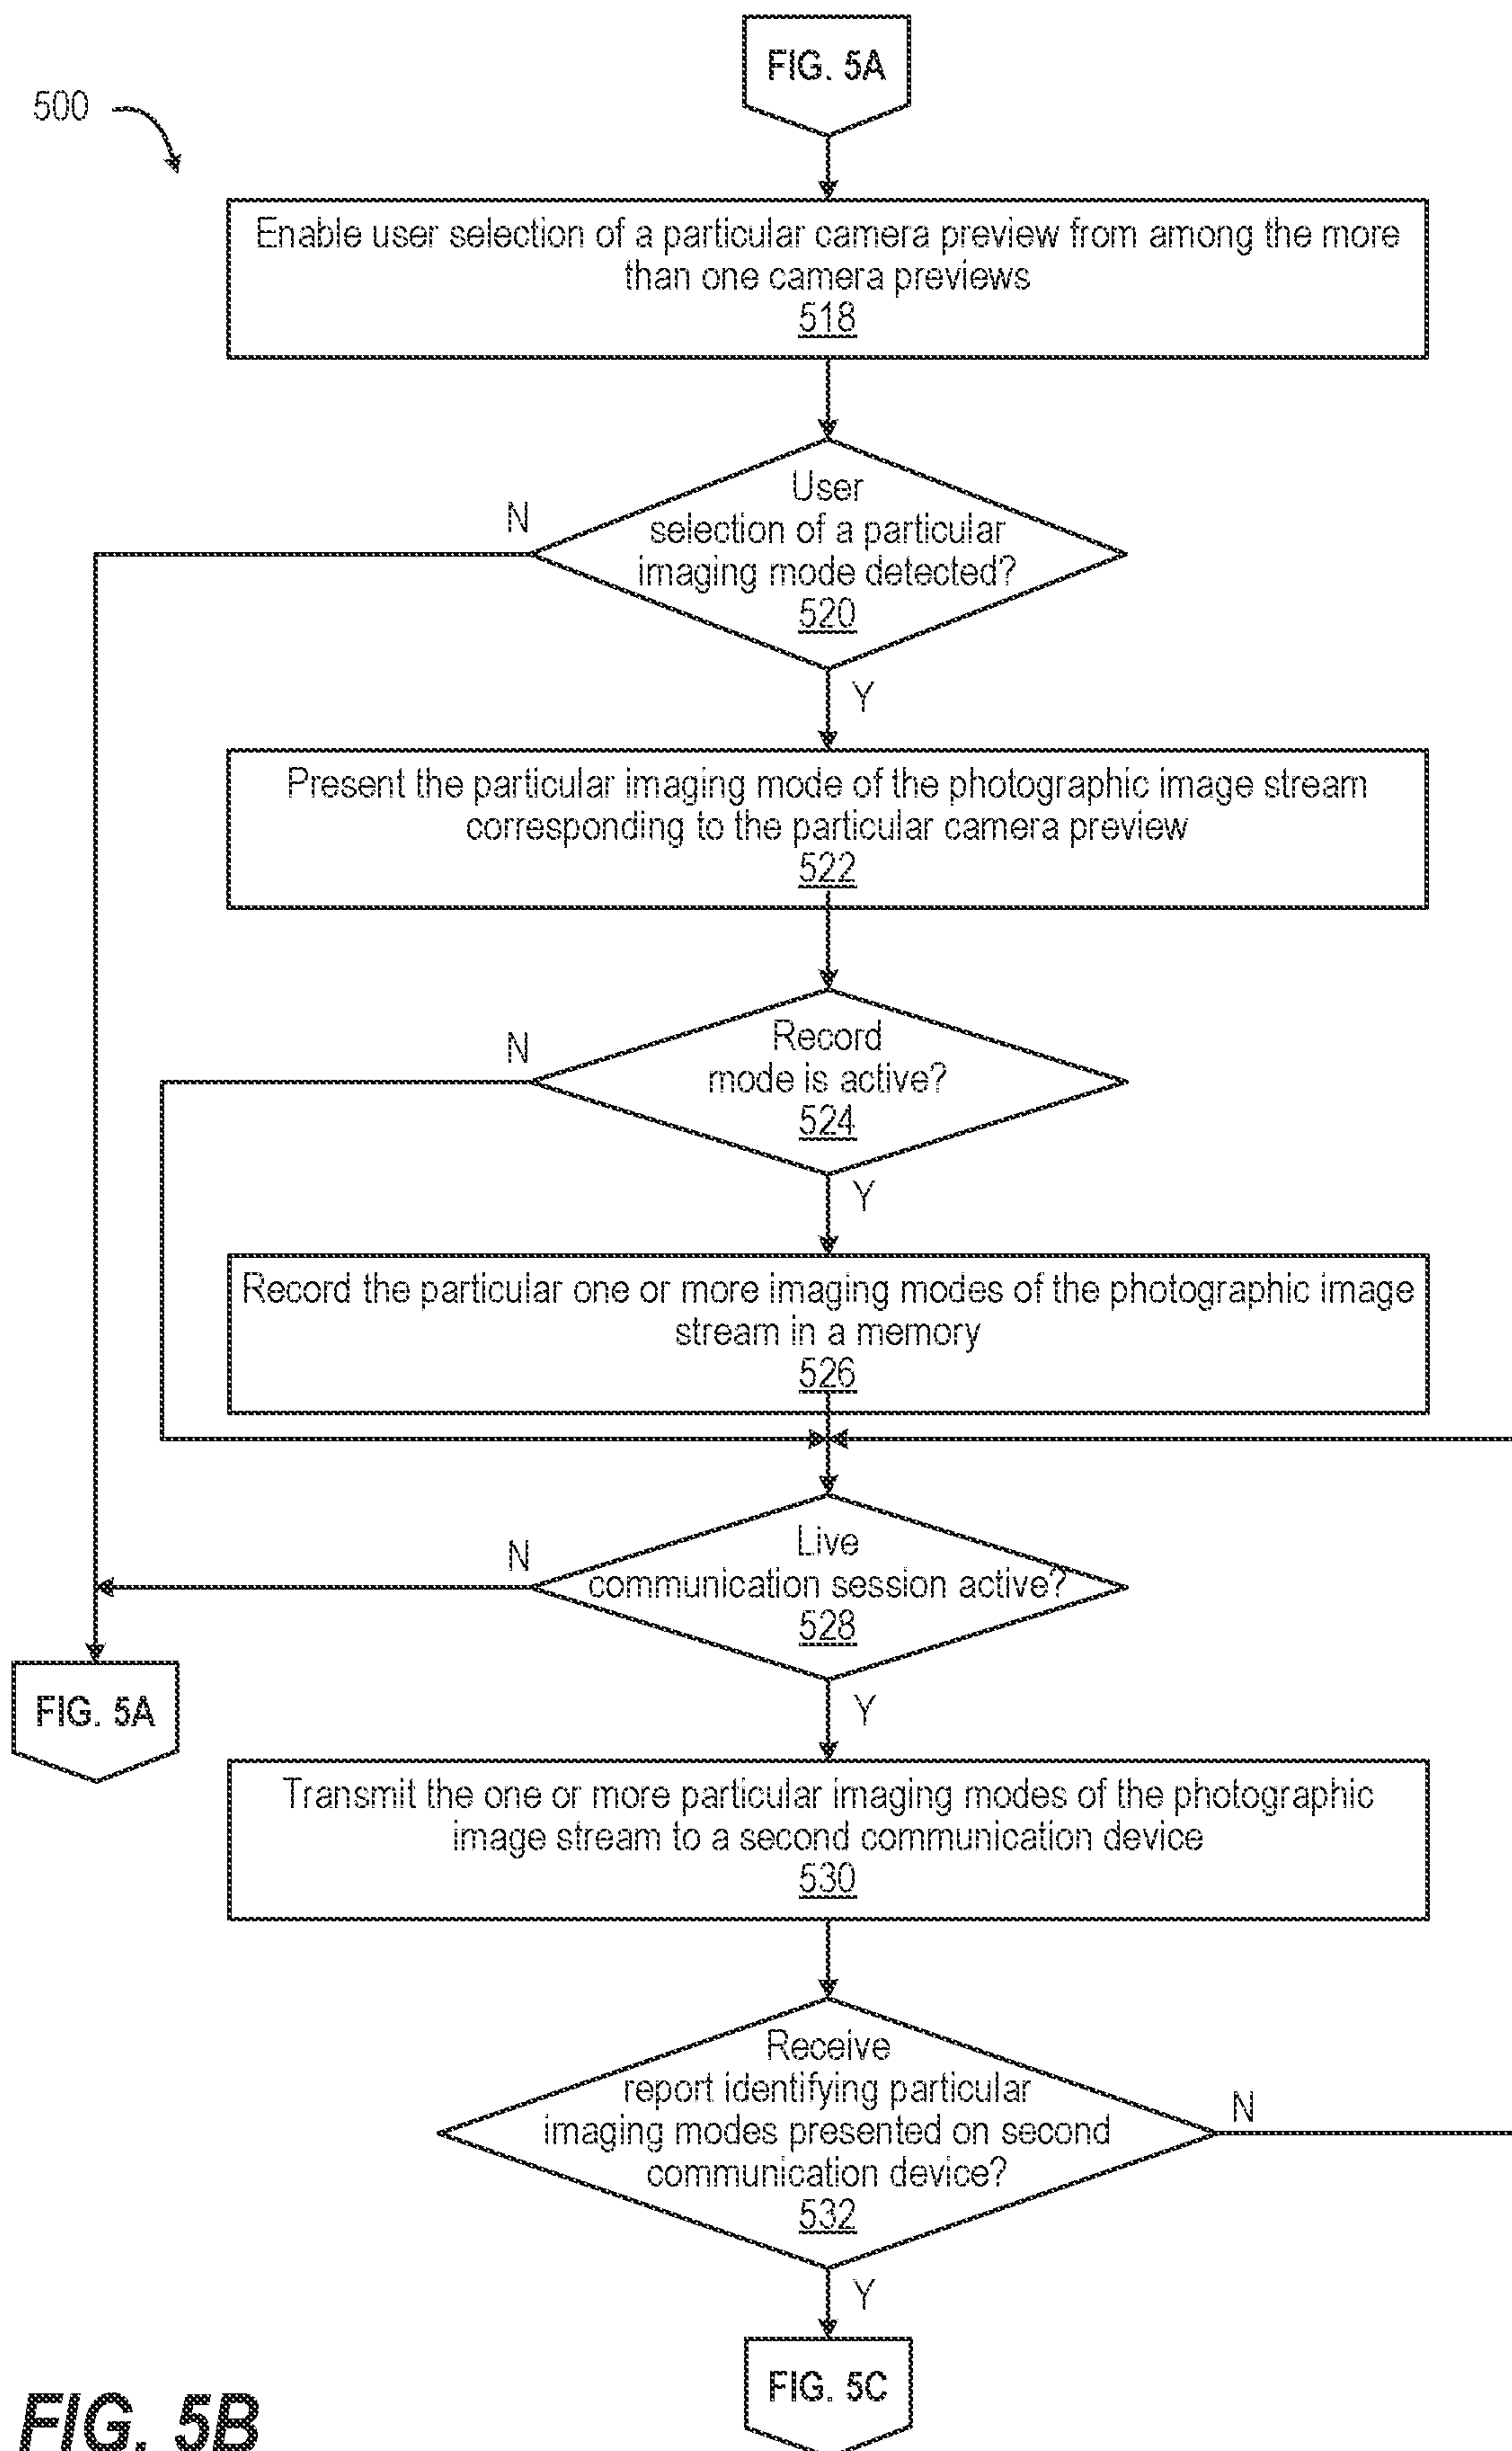 FIG. 5A
500
Enable user selection of a particular camera preview from among the more
than one camera previews
518
User
selection of a particular
imaging mode detected?
520
N
Y
Present the particular imaging mode of the photographic image stream
corresponding to the particular camera preview
522
Record
mode is active?
524
N
Y
Record the particular one or more imaging modes of the photographic image
stream in a memory
526
Live
communication session active?
528
N
Y
FIG. 5A
Transmit the one or more particular imaging modes of the photographic
image stream to a second communication device
530
Receive
report identifying particular
imaging modes presented on second
communication device?
532
N
Y
FIG. 5C
FIG. 5B